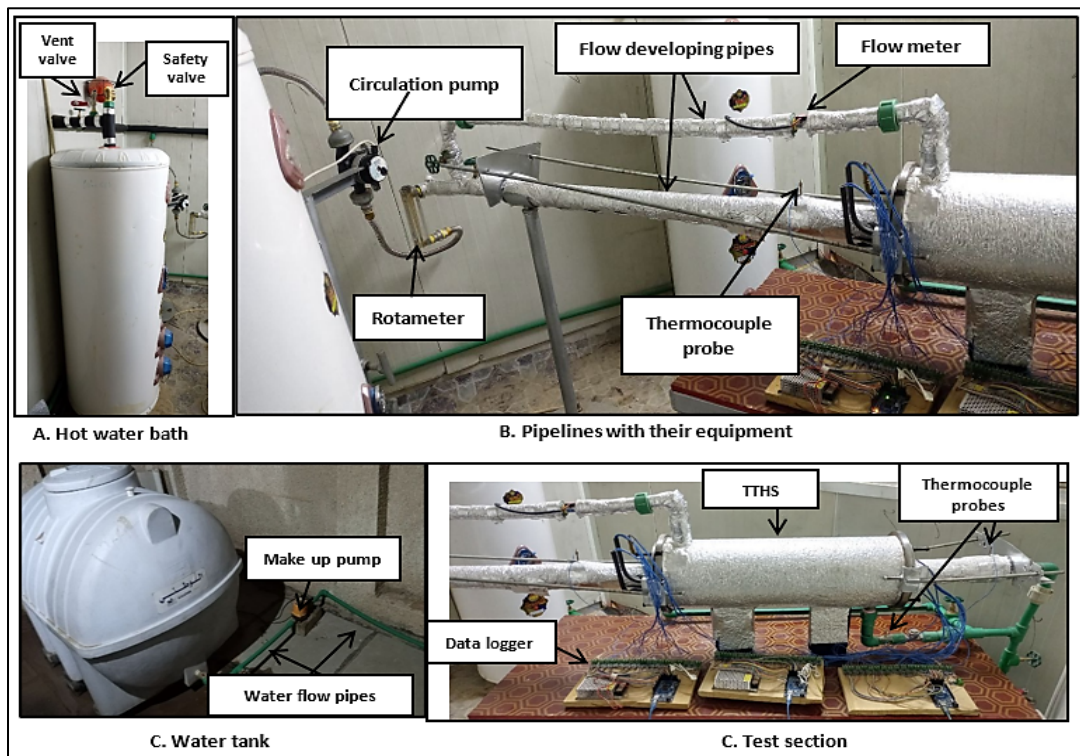 Vent
valve
Safety
valve
Circulation pump
Flow developing pipes
Flow meter
Rotameter
Thermocouple
probe
A. Hot water bath
B. Pipelines with their equipment
Make up pump
Water flow pipes
TTHS
Thermocouple
probes
Data logger
C. Water tank
C. Test section